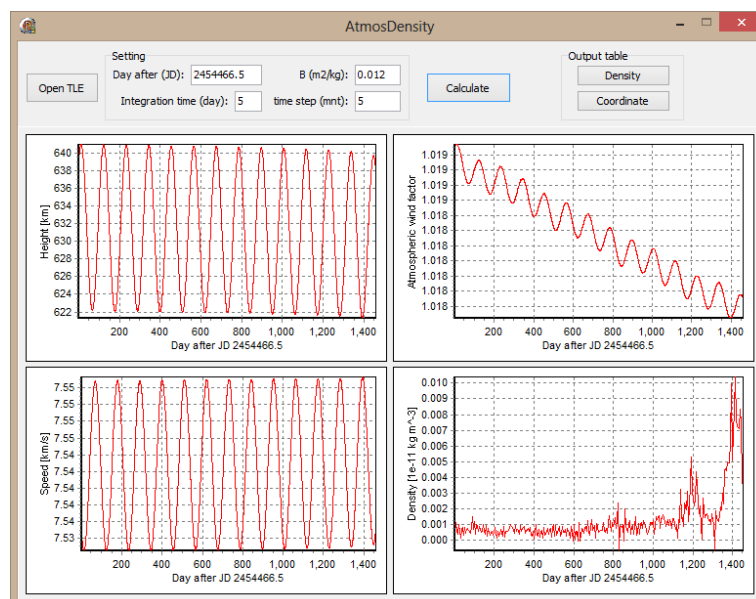 AtmosDensity
Open TLE
Setting
Day after (JD): 2454466.5 B (m2/kg): 0.012
Integration time (day): 5 time step (mnt): 5
Calculate
Output table
Density
Coordinate
Height [km]
640
638
636
634
632
630
628
626
624
622
200 400 600 800 1,000 1,200 1,400
Day after JD 2454466.5
Atmospheric wind factor
1.019
1.019
1.019
1.018
1.018
1.018
1.018
1.018
1.018
200 400 600 800 1,000 1,200 1,400
Day after JD 2454466.5
Speed [km/s]
7.55
7.55
7.55
7.54
7.54
7.54
7.54
7.53
200 400 600 800 1,000 1,200 1,400
Day after JD 2454466.5
Density [1e-11 kg m^-3]
0.010
0.009
0.008
0.007
0.006
0.005
0.004
0.003
0.002
0.001
0.000
200 400 600 800 1,000 1,200 1,400
Day after JD 2454466.5